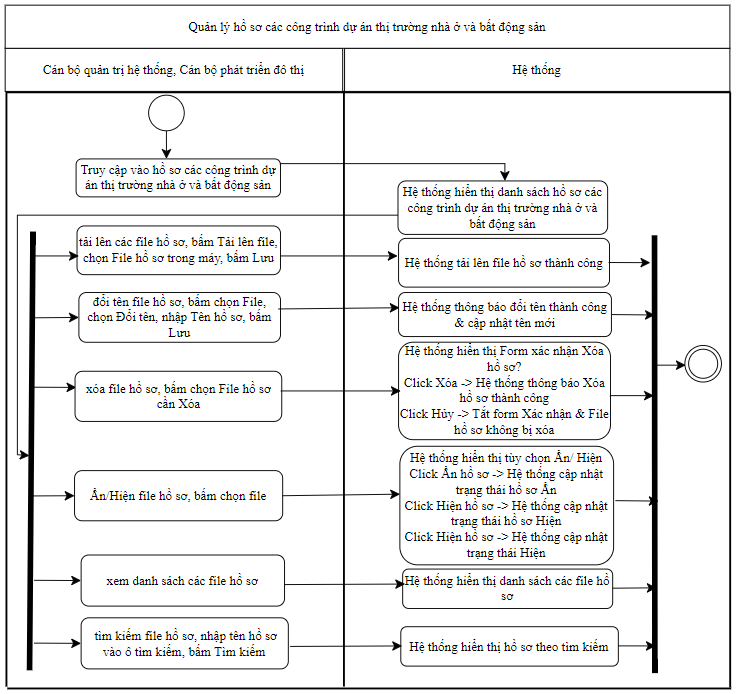 Quản lý hồ sơ các công trình dự án thị trường nhà ở và bất động sản
Cán bộ quản trị hệ thống, Cán bộ phát triển đô thị
Hệ thống
Truy cập vào hồ sơ các công trình dự
án thị trường nhà ở và bất động sản
Hệ thống hiển thị danh sách hồ sơ các
công trình dự án thị trường nhà ở và
bất động sản
tải lên các file hồ sơ, bấm Tải lên file,
chọn File hồ sơ trong máy, bấm Lưu
Hệ thống tải lên file hồ sơ thành công
đổi tên file hồ sơ, bấm chọn File,
chọn Đổi tên, nhập Tên hồ sơ, bấm
Lưu
Hệ thống thông báo đổi tên thành công
& cập nhật tên mới
xóa file hồ sơ, bấm chọn File hồ sơ
cần Xóa
Hệ thống hiển thị Form xác nhận Xóa
hồ sơ?
Click Xóa -> Hệ thống thông báo Xóa
hồ sơ thành công
Click Hủy -> Tắt form Xác nhận & File
hồ sơ không bị xóa
Ẩn/Hiện file hồ sơ, bấm chọn file
Hệ thống hiển thị tùy chọn Ẩn/ Hiện
Click Ẩn hồ sơ -> Hệ thống cập nhật
trạng thái hồ sơ Ẩn
Click Hiện hồ sơ -> Hệ thống cập nhật
trạng thái hồ sơ Hiện
Click Hiện hồ sơ -> Hệ thống cập nhật
trạng thái Hiện
xem danh sách các file hồ sơ
Hệ thống hiển thị danh sách các file hồ
sơ
tìm kiếm file hồ sơ, nhập tên hồ sơ
vào ô tìm kiếm, bấm Tìm kiếm
Hệ thống hiển thị hồ sơ theo tìm kiếm